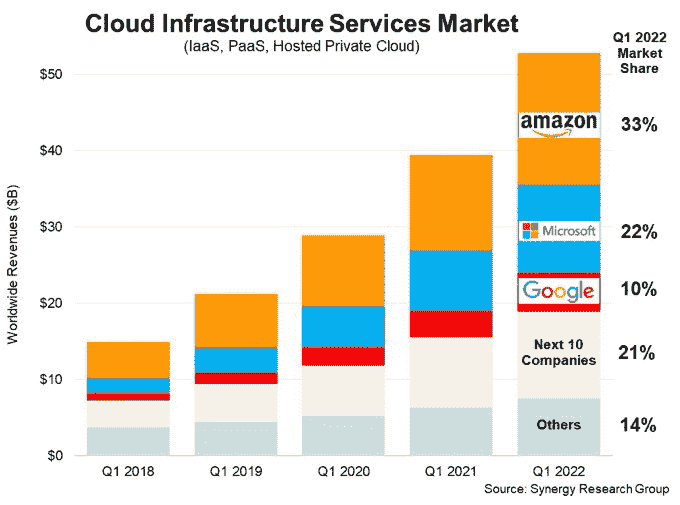 Cloud Infrastructure Services Market
(IaaS, PaaS, Hosted Private Cloud)
Q1 2022
Market
Share
Worldwide Revenues ($B)
$50
$40
$30
$20
$10
$0
amazon
33%
Microsoft
22%
Google
10%
Next 10
Companies
21%
Others
14%
Q1 2018
Q1 2019
Q1 2020
Q1 2021
Q1 2022
Source: Synergy Research Group